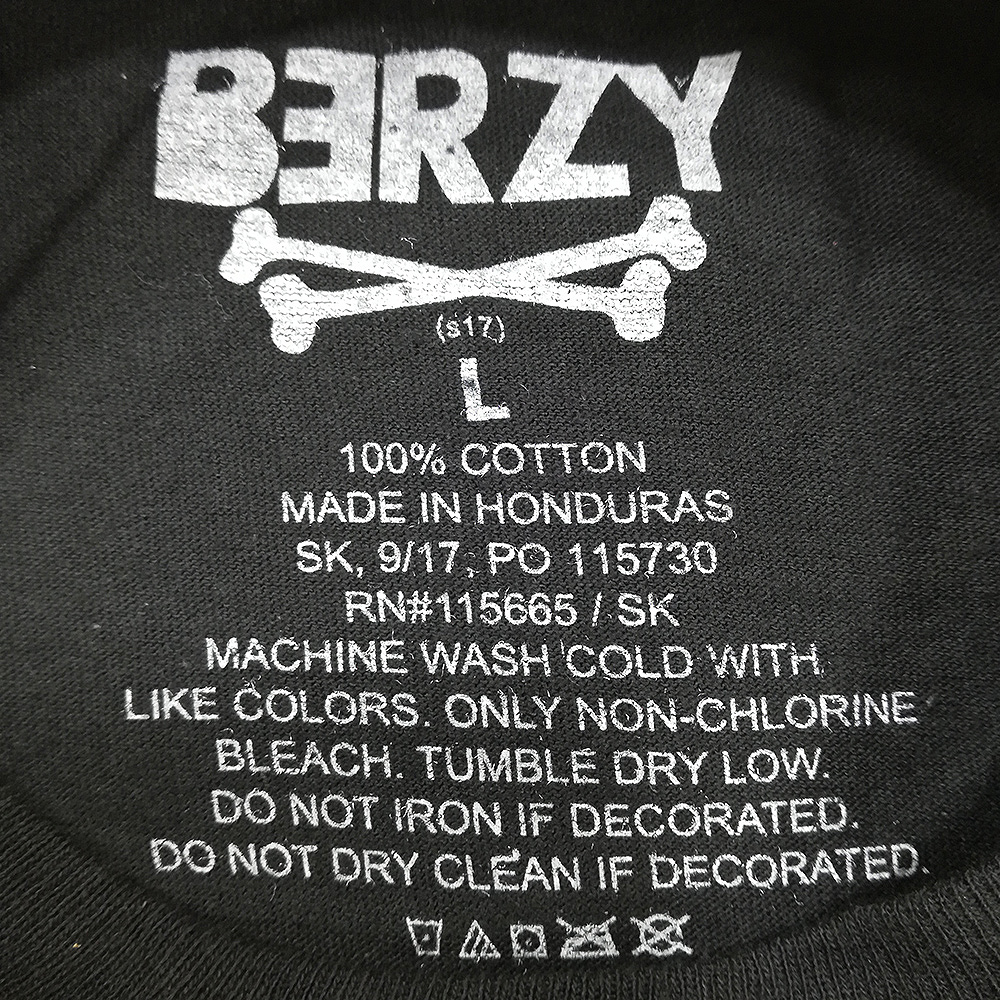 BERZY
(s17)
L
100% COTTON
MADE IN HONDURAS
SK, 9/17, PO 115730
RN#115665 / SK
MACHINE WASH COLD WITH
LIKE COLORS. ONLY NON-CHLORINE
BLEACH. TUMBLE DRY LOW.
DO NOT IRON IF DECORATED.
DO NOT DRY CLEAN IF DECORATED.